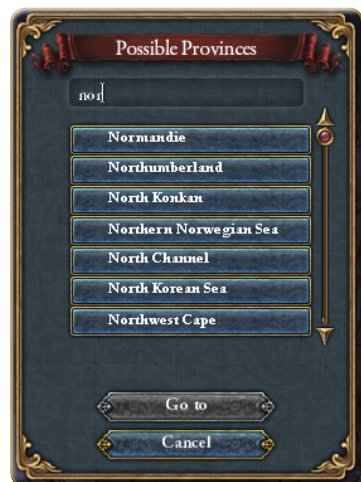 Possible Provinces
nor
Normandie
Northumberland
North Konkan
Northern Norwegian Sea
North Channel
North Korean Sea
Northwest Cape
Go to
Cancel